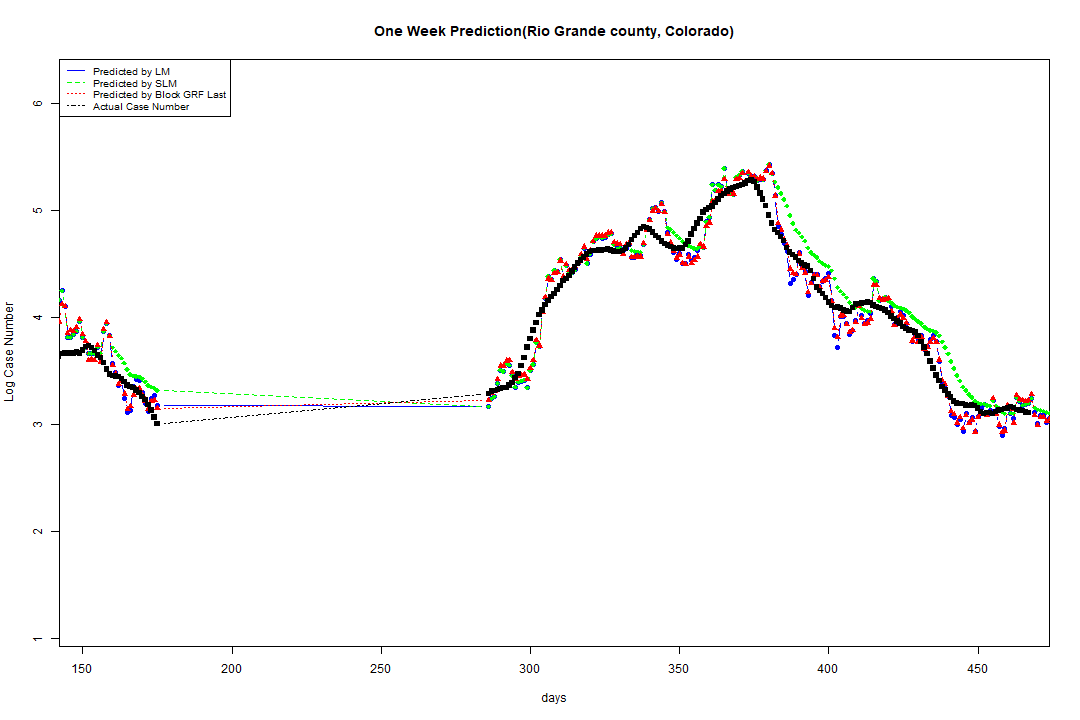 One Week Prediction(Rio Grande county, Colorado)
Predicted by LM
Predicted by SLM
Predicted by Block GRF Last
Actual Case Number
6
5
4
3
2
1
Log Case Number
150 200 250 300 350 400 450
days